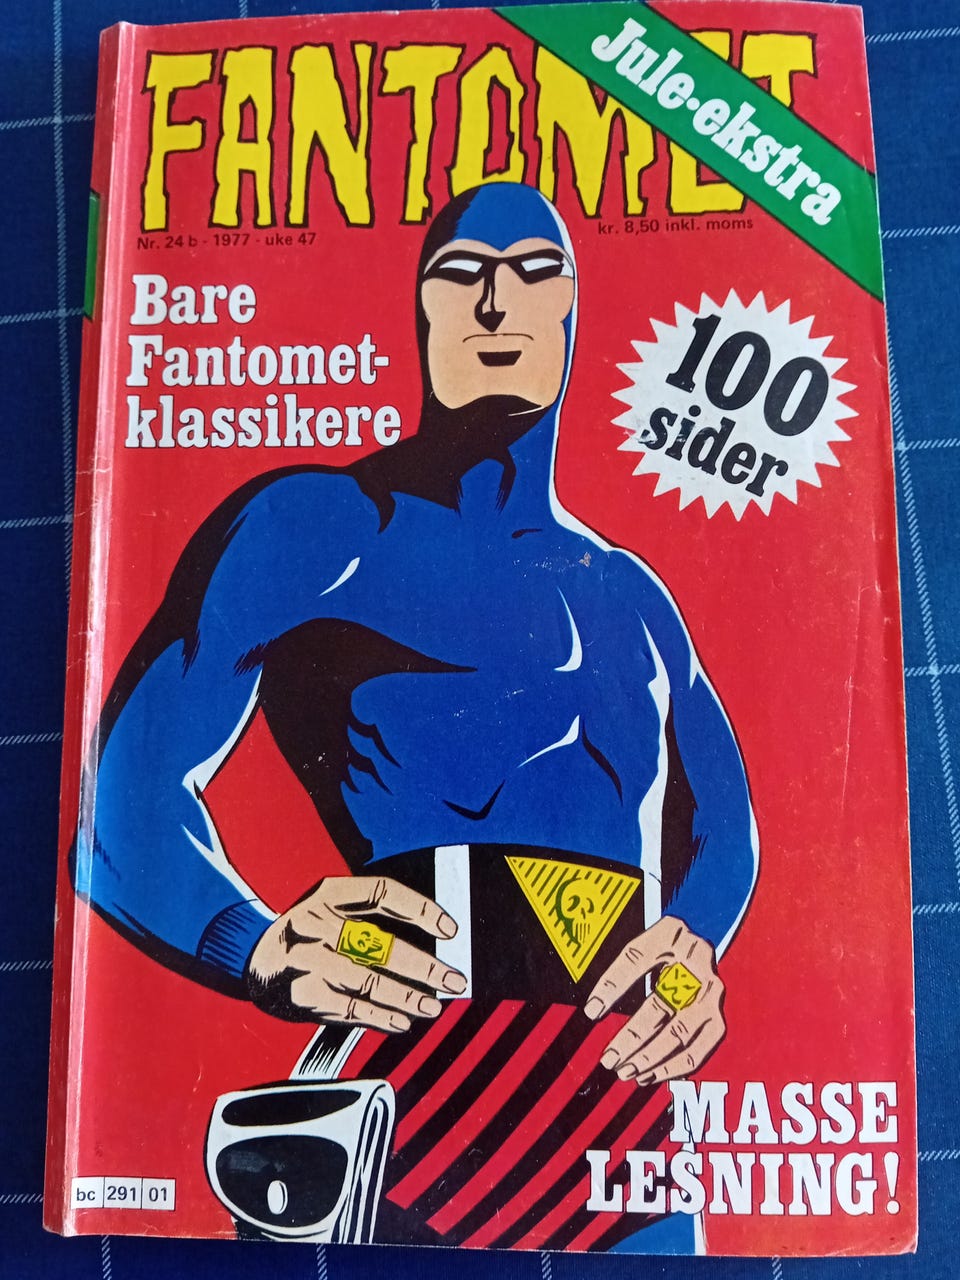 FANTOMET
Jule-ekstra
Nr. 24 b - 1977 - uke 47
kr. 8,50 inkl. moms
Bare
Fantomet-
klassikere
100
sider
MASSE
LESNING!
bc 291 01